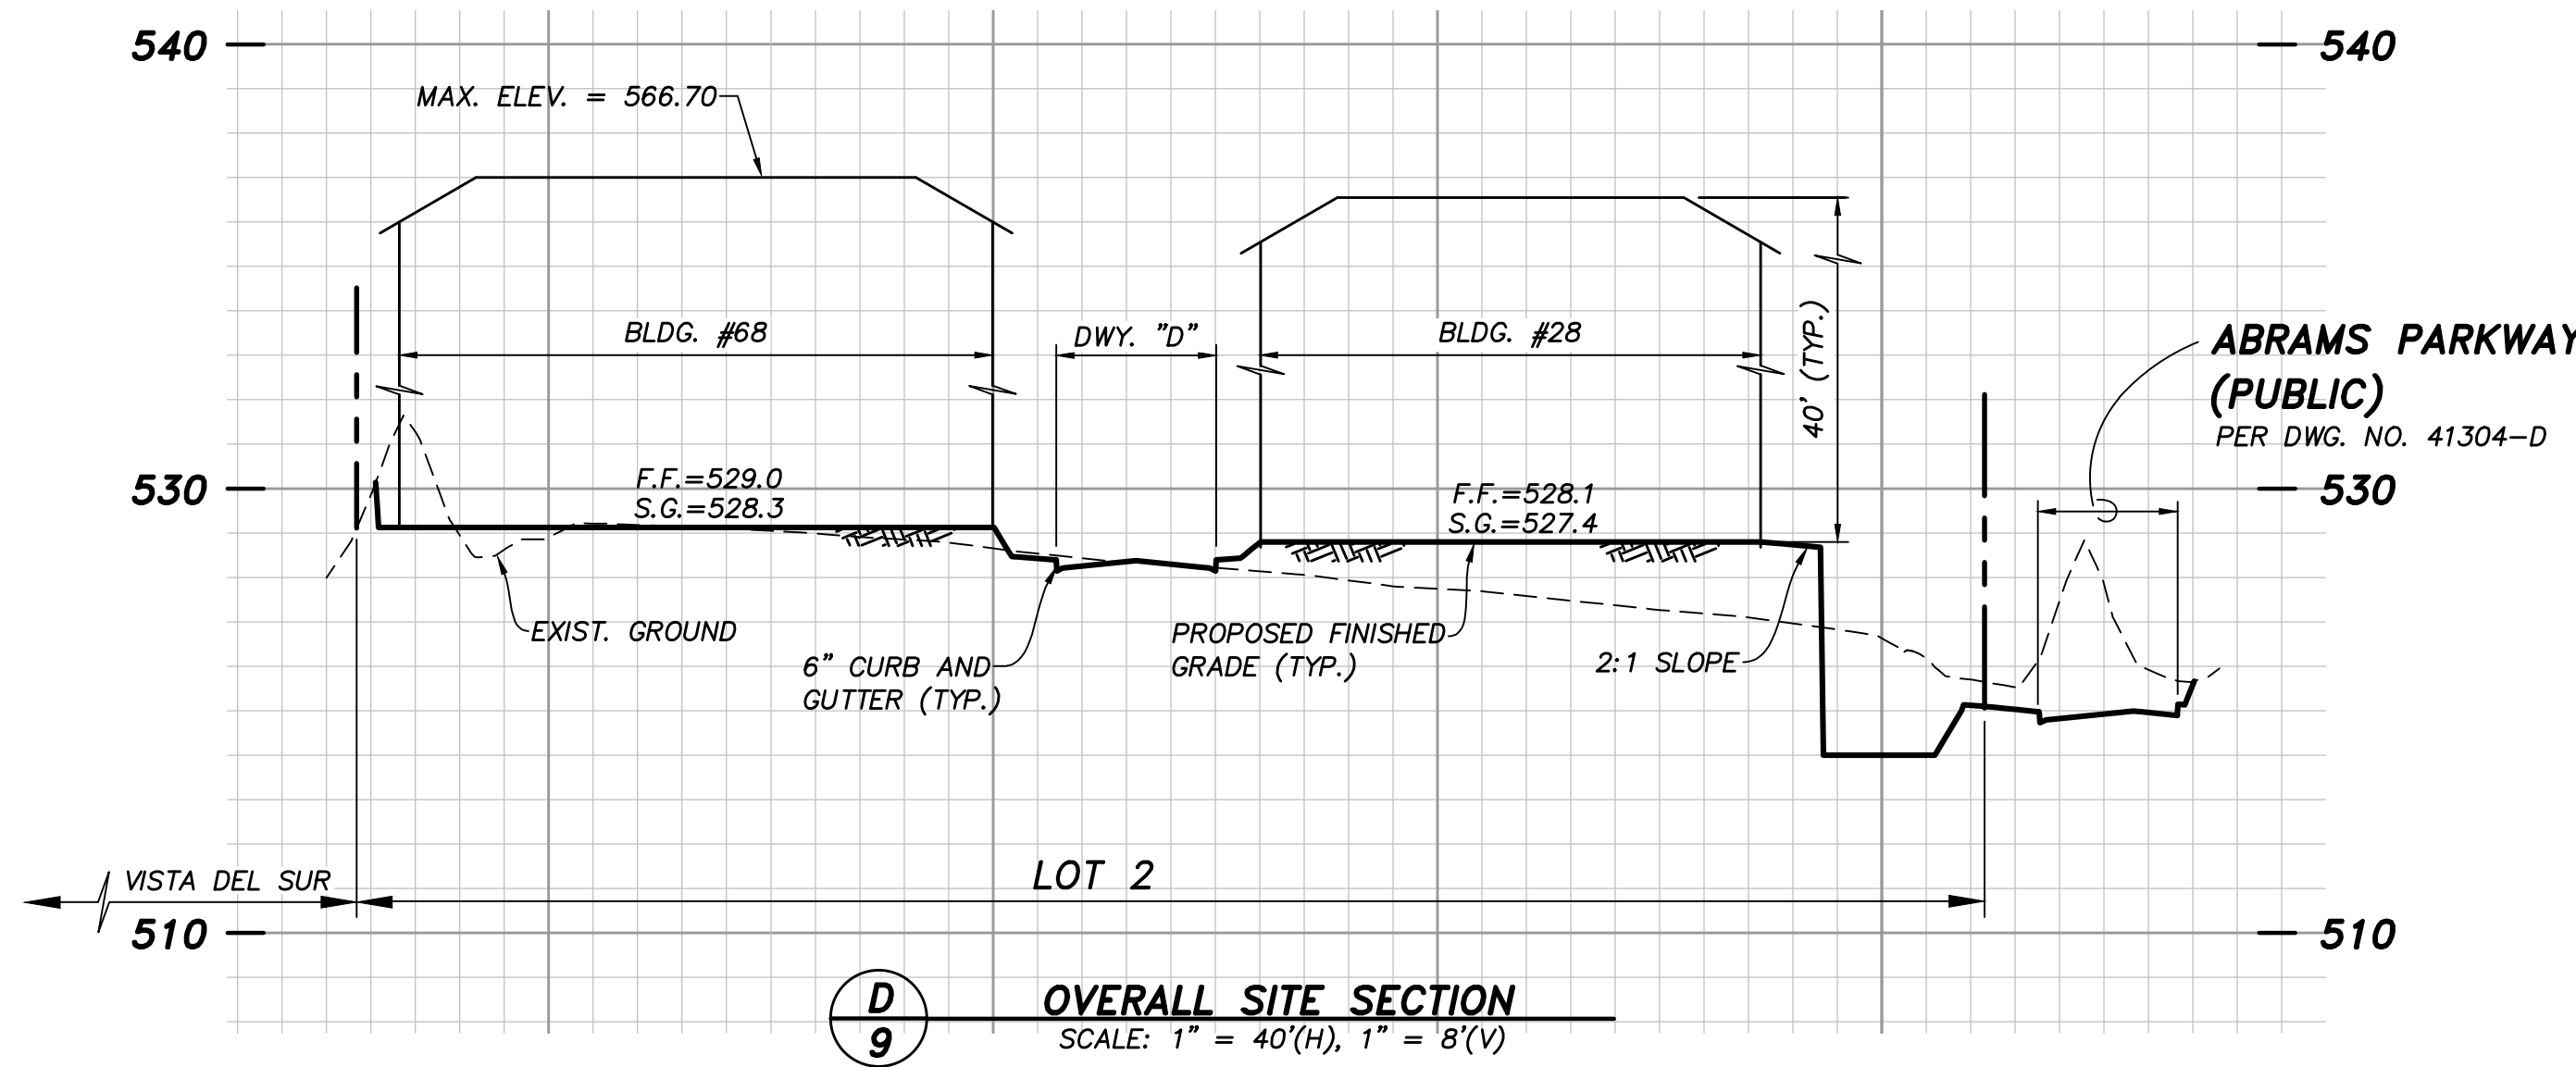 540
540
MAX. ELEV. = 566.70
BLDG. #68
DWY. "D"
BLDG. #28
40' (TYP.)
ABRAMS PARKWAY
(PUBLIC)
PER DWG. NO. 41304-D
530
F.F.=529.0
S.G.=528.3
F.F.=528.1
S.G.=527.4
530
EXIST. GROUND
6" CURB AND
GUTTER (TYP.)
PROPOSED FINISHED
GRADE (TYP.)
2:1 SLOPE
VISTA DEL SUR
LOT 2
510
510
D
9
OVERALL SITE SECTION
SCALE: 1" = 40'(H), 1" = 8'(V)